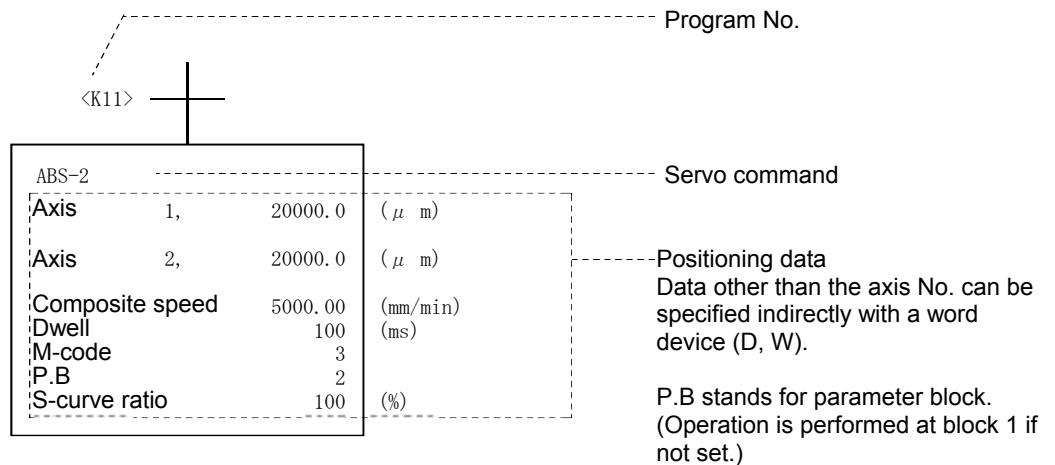 Program No.
<K11>
ABS-2
Servo command
Axis 1, 20000.0 (μ m)
Axis 2, 20000.0 (μ m)
Composite speed 5000.00 (mm/min)
Dwell 100 (ms)
M-code 3
P.B 2
S-curve ratio 100 (%)
Positioning data
Data other than the axis No. can be
specified indirectly with a word
device (D, W).
P.B stands for parameter block.
(Operation is performed at block 1 if
not set.)